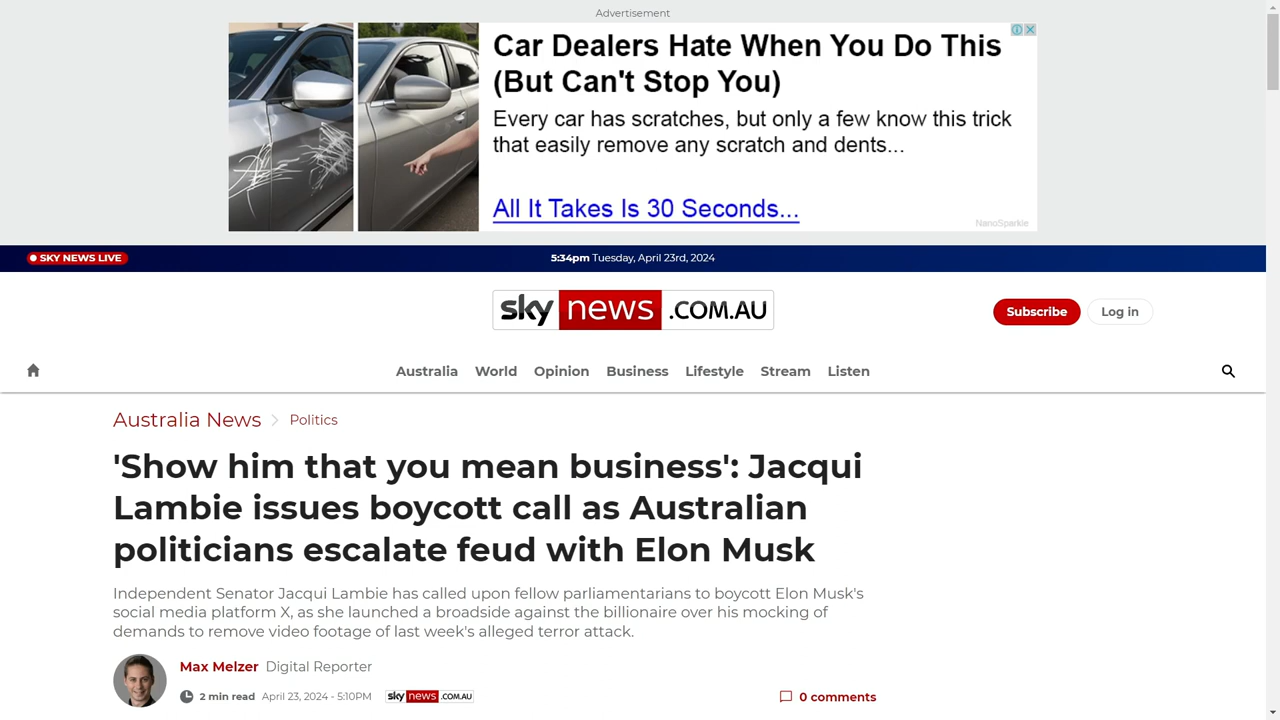 Advertisement
Car Dealers Hate When You Do This
(But Can't Stop You)
Every car has scratches, but only a few know this trick
that easily remove any scratch and dents...
All It Takes Is 30 Seconds...
NanoSparkle
SKY NEWS LIVE
5:34pm Tuesday, April 23rd, 2024
sky news .COM.AU
Subscribe
Log in
Australia World Opinion Business Lifestyle Stream Listen
Australia News
Politics
'Show him that you mean business': Jacqui
Lambie issues boycott call as Australian
politicians escalate feud with Elon Musk
Independent Senator Jacqui Lambie has called upon fellow parliamentarians to boycott Elon Musk's
social media platform X, as she launched a broadside against the billionaire over his mocking of
demands to remove video footage of last week's alleged terror attack.
Max Melzer Digital Reporter
2 min read April 23, 2024 - 5:10PM sky news .COM.AU
0 comments